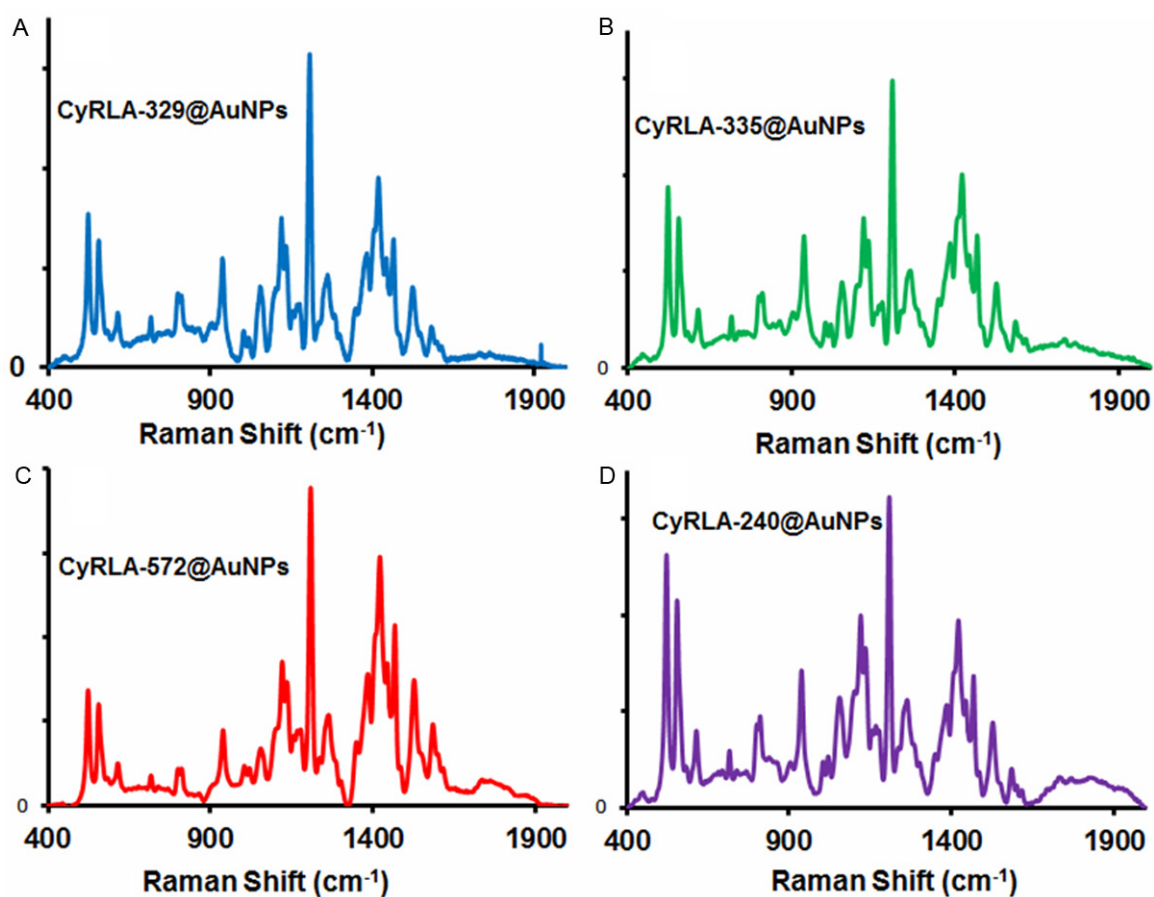 A
CyRLA-329@AuNPs
0
400 900 1400 1900
Raman Shift (cm-1)
B
CyRLA-335@AuNPs
0
400 900 1400 1900
Raman Shift (cm-1)
C
CyRLA-572@AuNPs
0
400 900 1400 1900
Raman Shift (cm-1)
D
CyRLA-240@AuNPs
0
400 900 1400 1900
Raman Shift (cm-1)